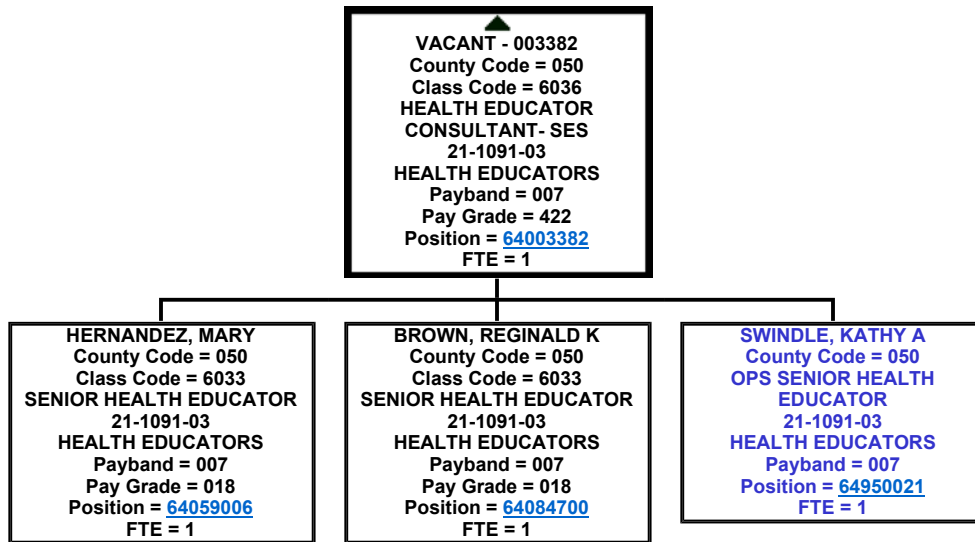 VACANT - 003382
County Code = 050
Class Code = 6036
HEALTH EDUCATOR
CONSULTANT- SES
21-1091-03
HEALTH EDUCATORS
Payband = 007
Pay Grade = 422
Position = 64003382
FTE = 1
HERNANDEZ, MARY
County Code = 050
Class Code = 6033
SENIOR HEALTH EDUCATOR
21-1091-03
HEALTH EDUCATORS
Payband = 007
Pay Grade = 018
Position = 64059006
FTE = 1
BROWN, REGINALD K
County Code = 050
Class Code = 6033
SENIOR HEALTH EDUCATOR
21-1091-03
HEALTH EDUCATORS
Payband = 007
Pay Grade = 018
Position = 64084700
FTE = 1
SWINDLE, KATHY A
County Code = 050
OPS SENIOR HEALTH
EDUCATOR
21-1091-03
HEALTH EDUCATORS
Payband = 007
Position = 64950021
FTE = 1